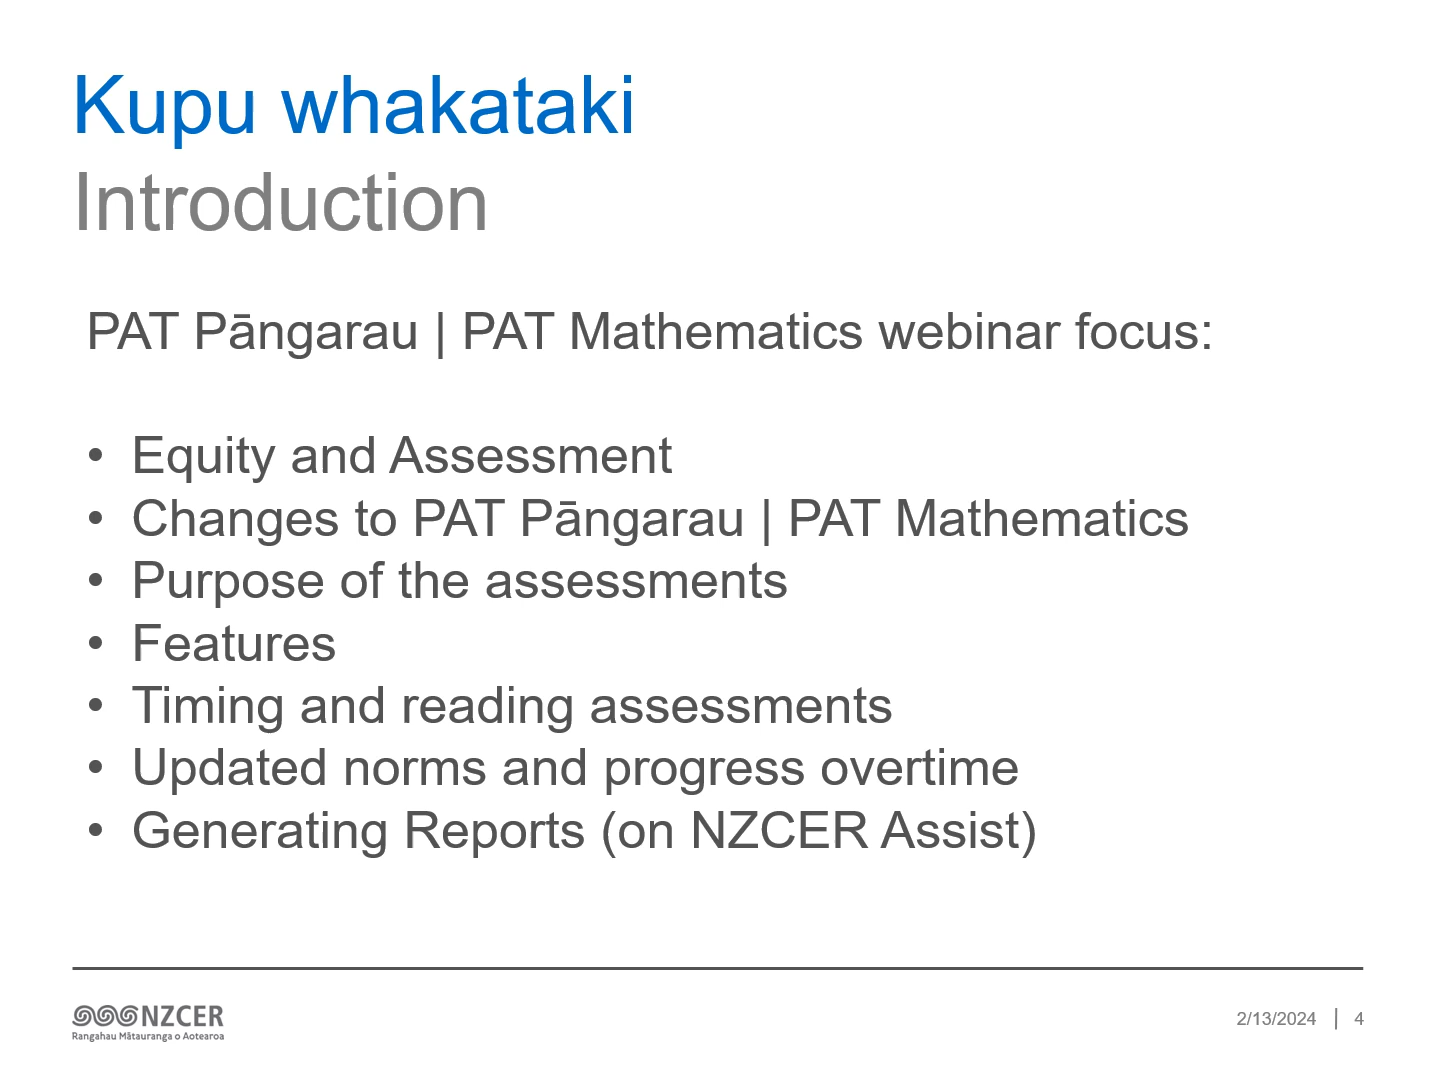 Kupu whakataki
Introduction
PAT Pāngarau | PAT Mathematics webinar focus:
• Equity and Assessment
• Changes to PAT Pāngarau | PAT Mathematics
• Purpose of the assessments
• Features
• Timing and reading assessments
• Updated norms and progress overtime
• Generating Reports (on NZCER Assist)
NZCER
Rangahau Mātauranga o Aotearoa
2/13/2024 | 4